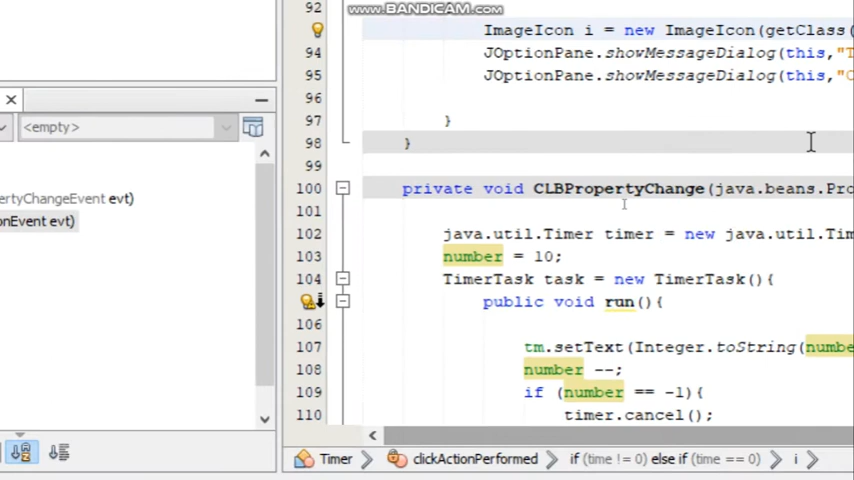 WWW.BANDICAM.COM
92
ImageIcon i = new ImageIcon(getClass(
94 JOptionPane.showMessageDialog(this,"T
95 JOptionPane.showMessageDialog(this,"C
96
97 }
98 }
99
100 private void CLBPropertyChange(java.beans.Pro
101
102 java.util.Timer timer = new java.util.Tim
103 number = 10;
104 TimerTask task = new TimerTask(){
public void run(){
106
107 tm.setText(Integer.toString(numbe
108 number --;
109 if (number == -1){
110 timer.cancel();
<empty>
ertyChangeEvent evt)
onEvent evt)
Timer clickActionPerformed if (time != 0) else if (time == 0) i